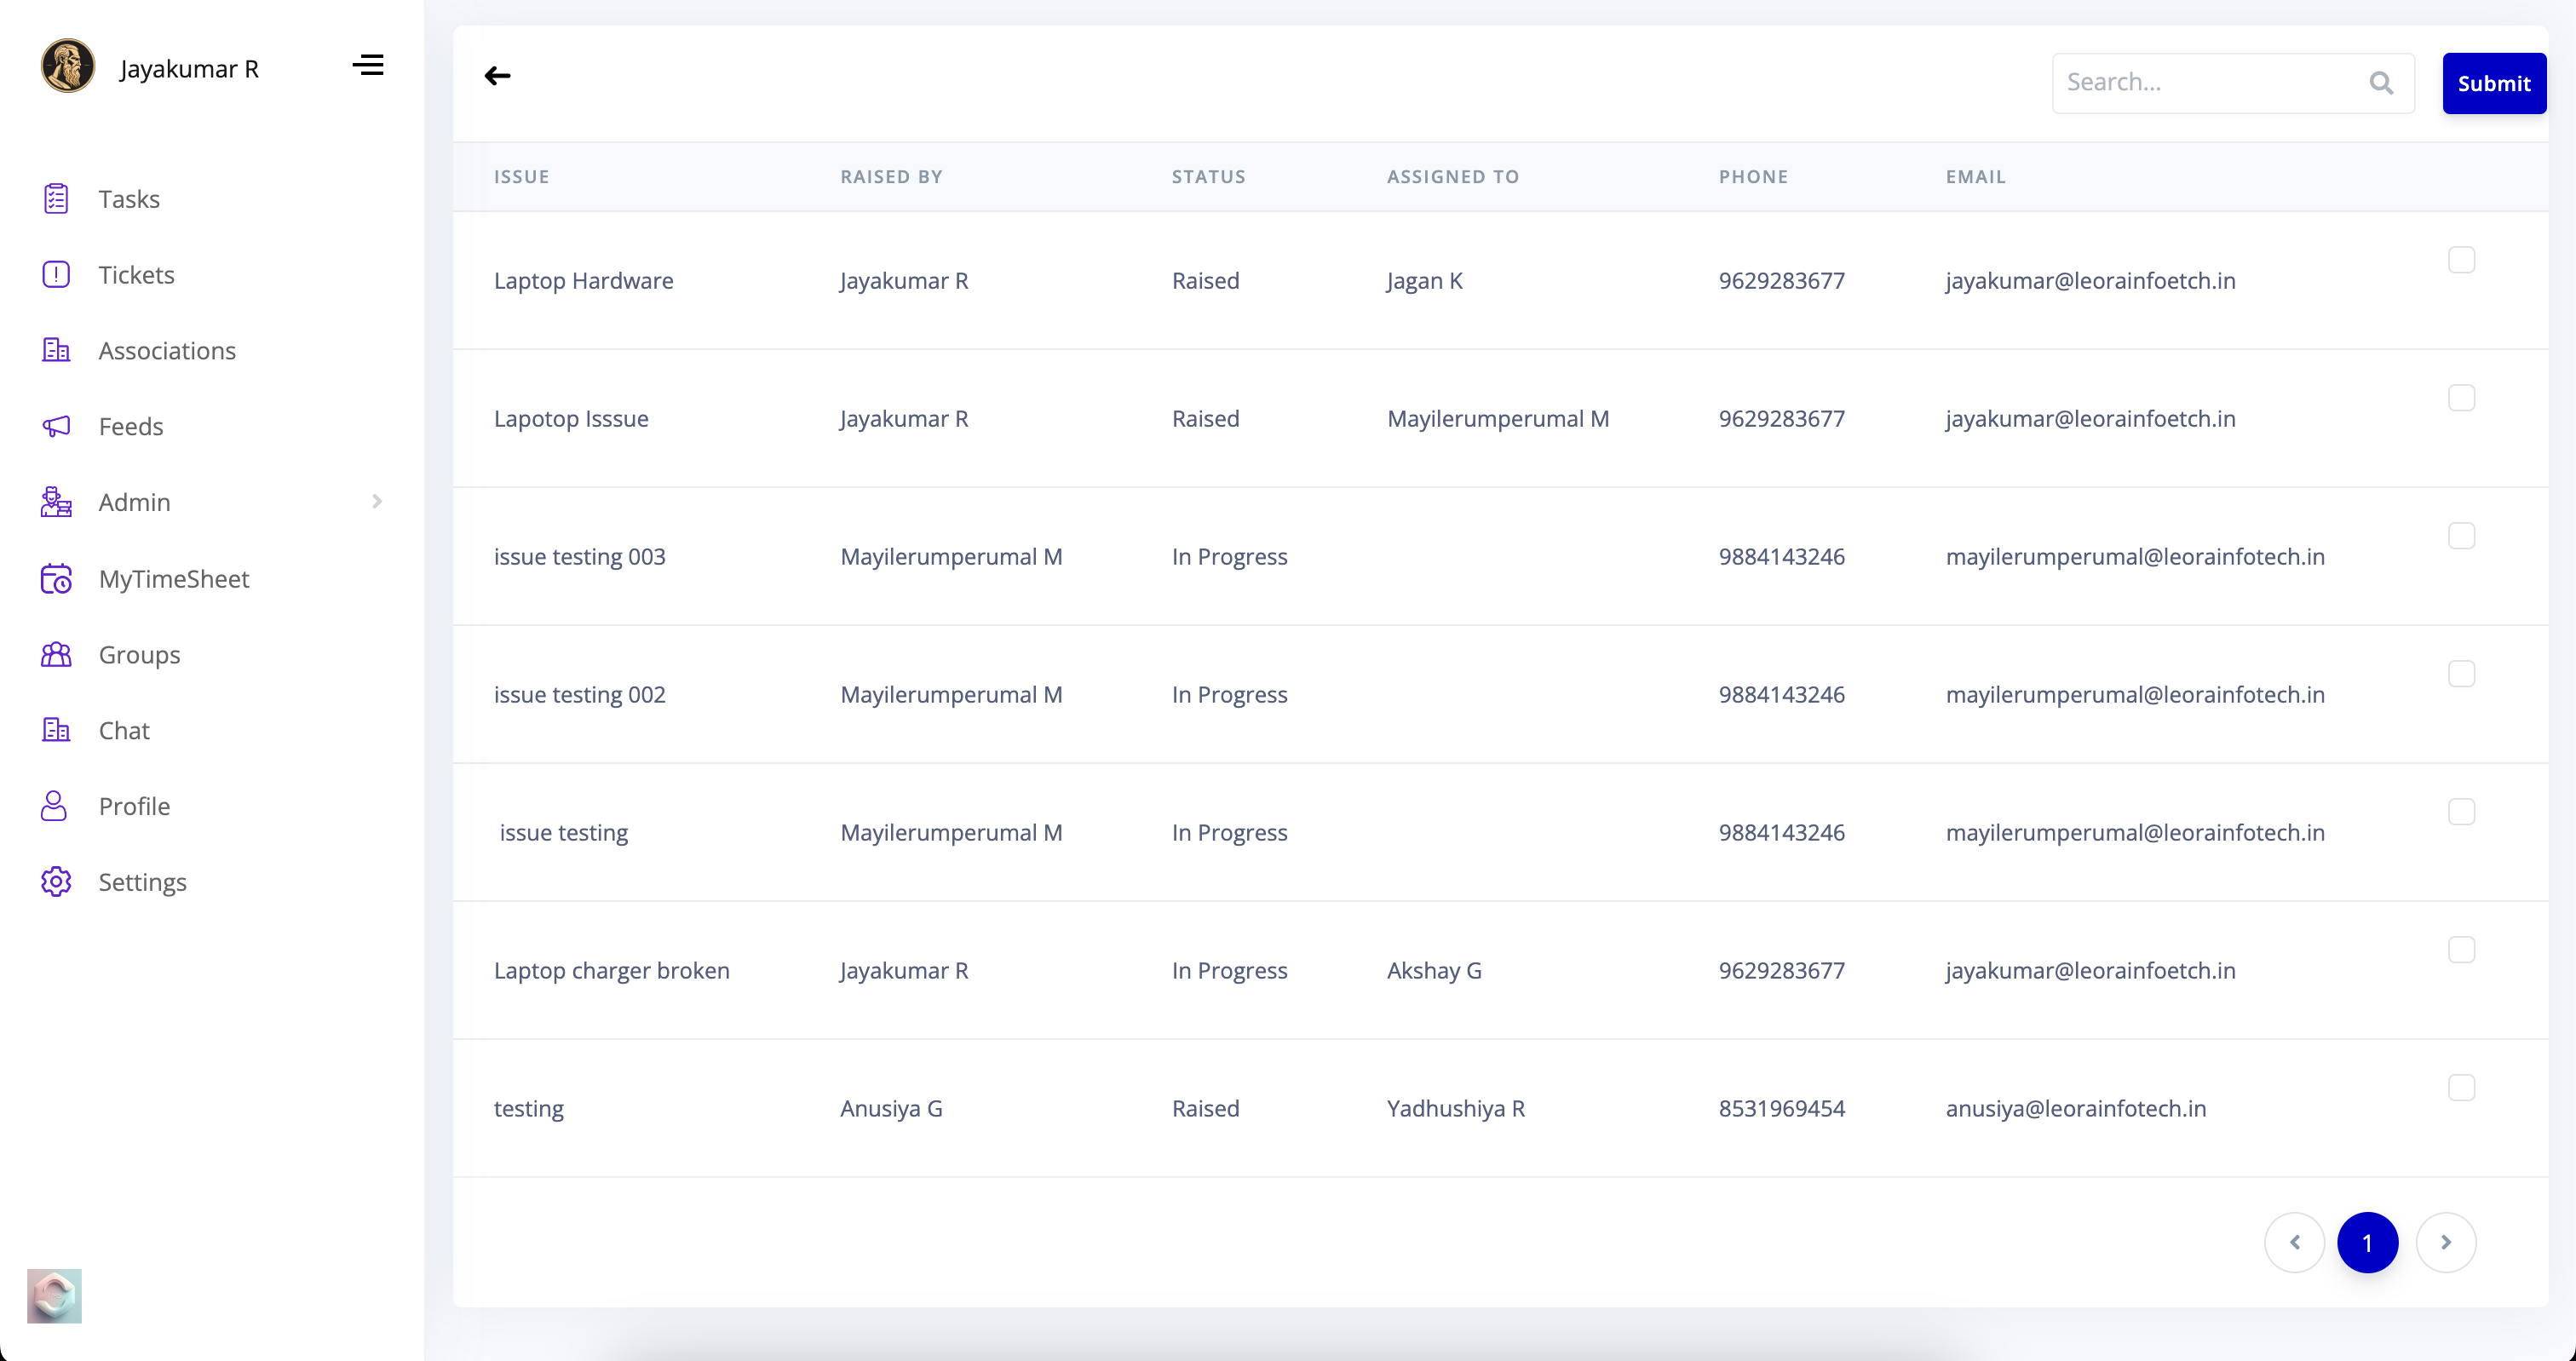 Jayakumar R
Tasks
Tickets
Associations
Feeds
Admin
MyTimeSheet
Groups
Chat
Profile
Settings
Search...
Submit
ISSUE RAISED BY STATUS ASSIGNED TO PHONE EMAIL
Laptop Hardware Jayakumar R Raised Jagan K 9629283677 jayakumar@leorainfoetch.in
Lapotop Isssue Jayakumar R Raised Mayilerumperumal M 9629283677 jayakumar@leorainfoetch.in
issue testing 003 Mayilerumperumal M In Progress 9884143246 mayilerumperumal@leorainfotech.in
issue testing 002 Mayilerumperumal M In Progress 9884143246 mayilerumperumal@leorainfotech.in
issue testing Mayilerumperumal M In Progress 9884143246 mayilerumperumal@leorainfotech.in
Laptop charger broken Jayakumar R In Progress Akshay G 9629283677 jayakumar@leorainfoetch.in
testing Anusiya G Raised Yadhushiya R 8531969454 anusiya@leorainfotech.in
1